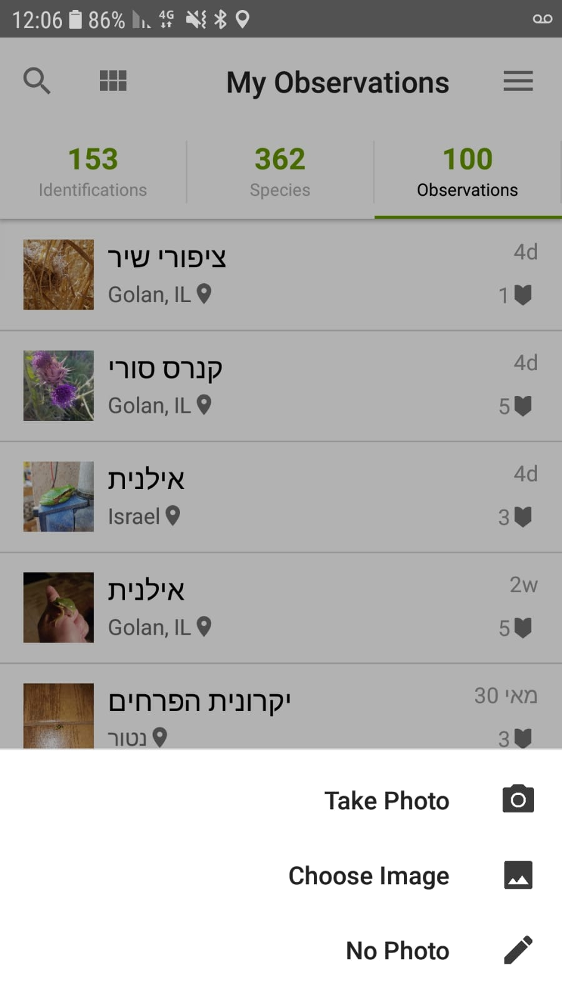 12:06 86% 4G
My Observations
153 362 100
Identifications Species Observations
ציפורי שיר 4d
Golan, IL 1
קנרס סורי 4d
Golan, IL 5
אילנית 4d
Israel 3
אילנית 2w
Golan, IL 5
יקרונית הפרחים 30 מאי
נטור 3
Take Photo
Choose Image
No Photo